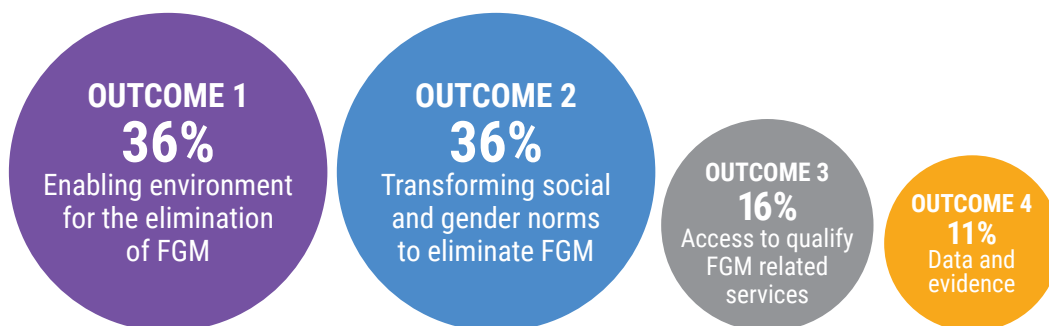 OUTCOME 1
36%
Enabling environment
for the elimination
of FGM
OUTCOME 2
36%
Transforming social
and gender norms
to eliminate FGM
OUTCOME 3
16%
Access to qualify
FGM related
services
OUTCOME 4
11%
Data and
evidence